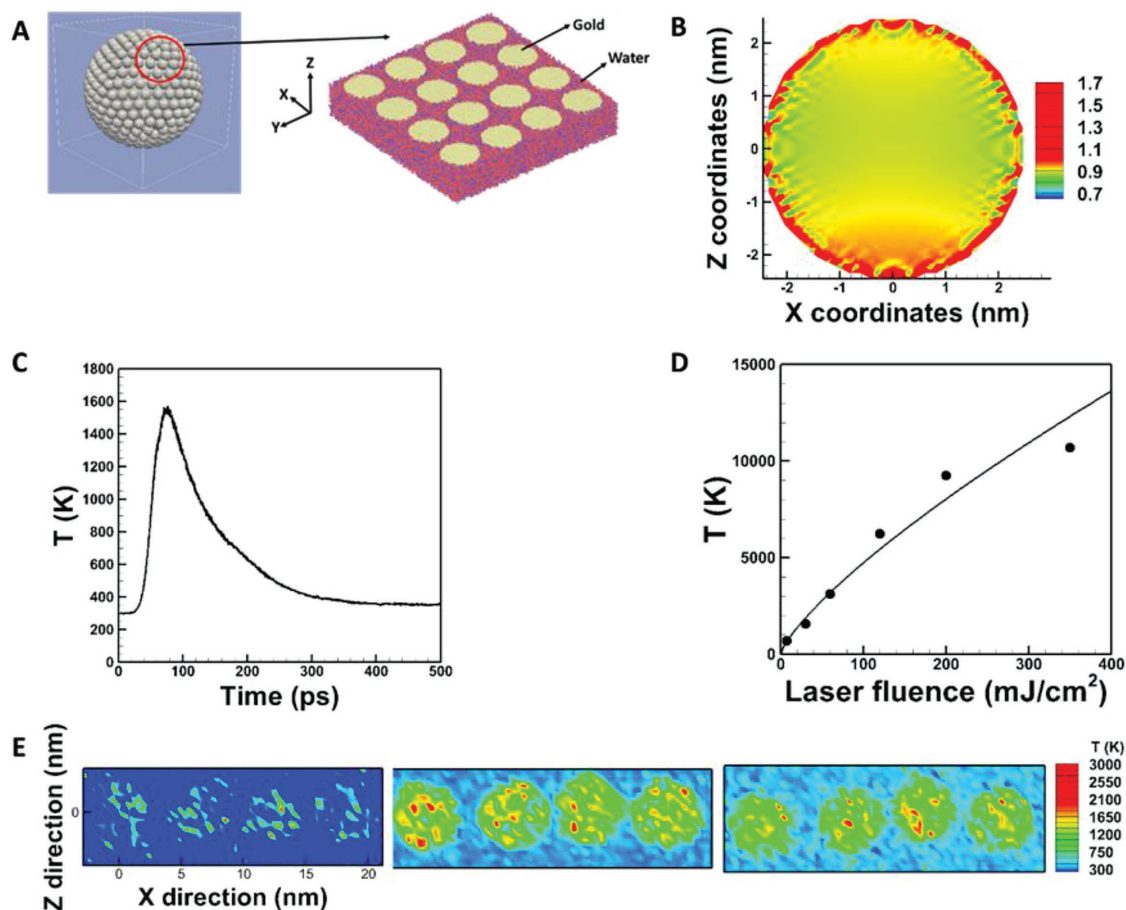 A
Gold
Water
Z
X
Y
B
Z coordinates (nm)
2
1
0
-1
-2
-2
-1
0
1
2
X coordinates (nm)
1.7
1.5
1.3
1.1
0.9
0.7
C
T (K)
1800
1600
1400
1200
1000
800
600
400
200
0
100
200
300
400
500
Time (ps)
D
T (K)
15000
10000
5000
0
0
100
200
300
400
Laser fluence (mJ/cm²)
E
Z direction (nm)
0
0
5
10
15
20
X direction (nm)
T (K)
3000
2550
2100
1650
1200
750
300